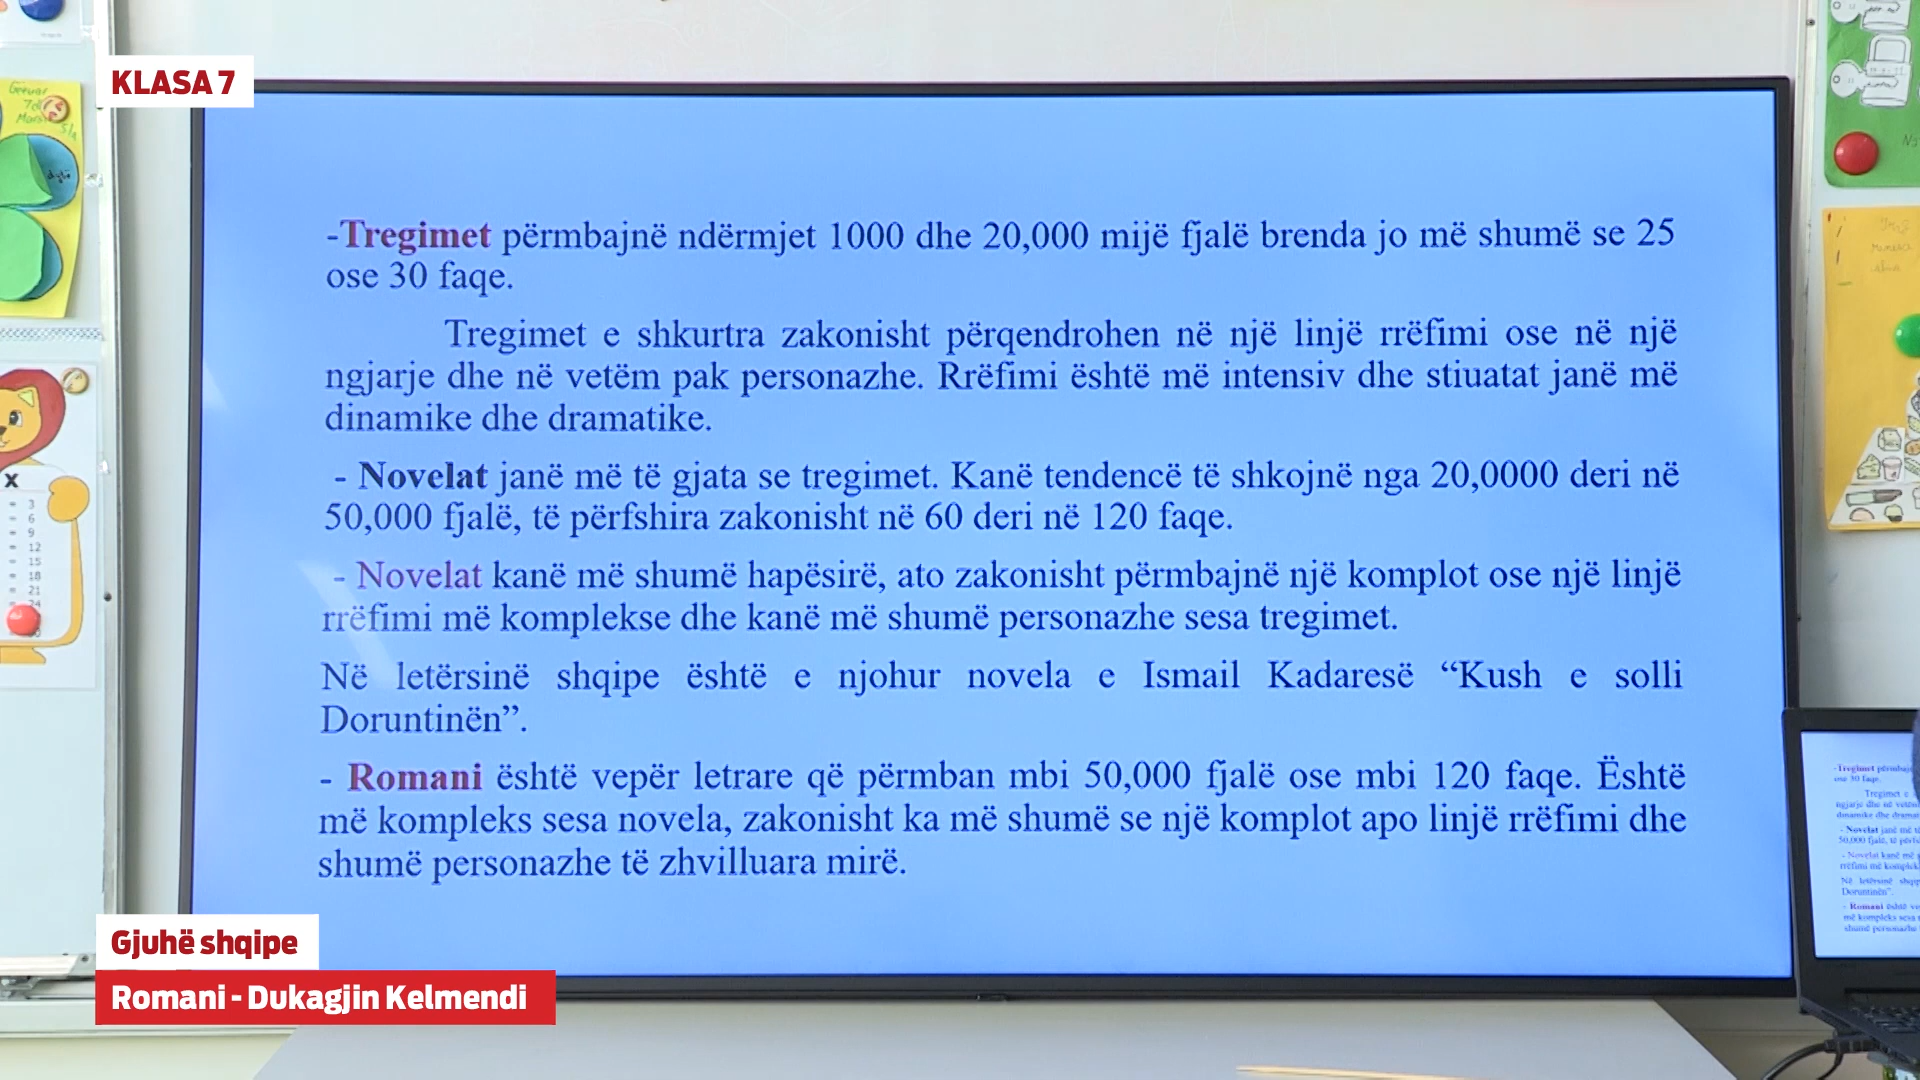 KLASA 7
-Tregimet përmbajnë ndërmjet 1000 dhe 20,000 mijë fjalë brenda jo më shumë se 25
ose 30 faqe.
Tregimet e shkurtra zakonisht përqendrohen në një linjë rrëfimi ose në një
ngjarje dhe në vetëm pak personazhe. Rrëfimi është më intensiv dhe stiuatat janë më
dinamike dhe dramatike.
- Novelat janë më të gjata se tregimet. Kanë tendencë të shkojnë nga 20,0000 deri në
50,000 fjalë, të përfshira zakonisht në 60 deri në 120 faqe.
- Novelat kanë më shumë hapësirë, ato zakonisht përmbajnë një komplot ose një linjë
rrëfimi më komplekse dhe kanë më shumë personazhe sesa tregimet.
Në letërsinë shqipe është e njohur novela e Ismail Kadaresë “Kush e solli
Doruntinën”.
- Romani është vepër letrare që përmban mbi 50,000 fjalë ose mbi 120 faqe. Është
më kompleks sesa novela, zakonisht ka më shumë se një komplot apo linjë rrëfimi dhe
shumë personazhe të zhvilluara mirë.
Gjuhë shqipe
Romani - Dukagjin Kelmendi
x
= 3
= 6
= 9
= 12
= 15
= 18
= 21